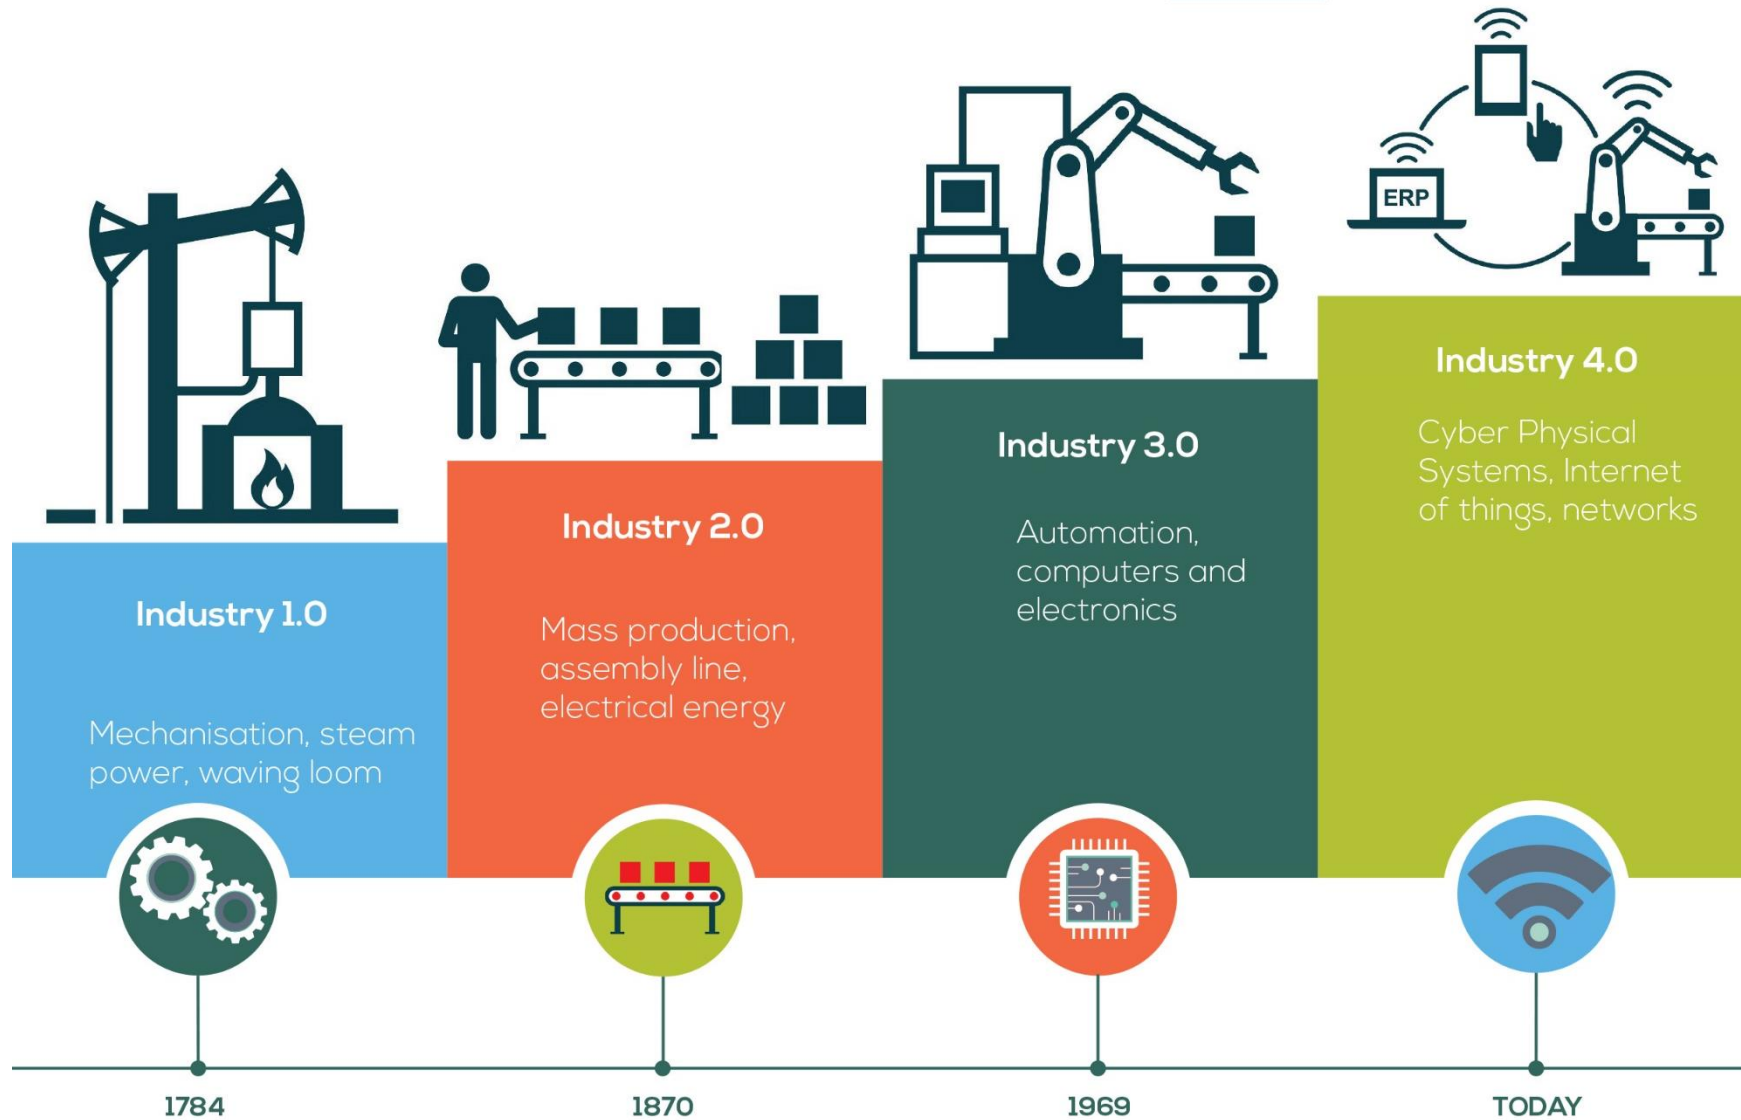 ERP
Industry 1.0
Mechanisation, steam
power, waving loom
Industry 2.0
Mass production,
assembly line,
electrical energy
Industry 3.0
Automation,
computers and
electronics
Industry 4.0
Cyber Physical
Systems, Internet
of things, networks
1784
1870
1969
TODAY